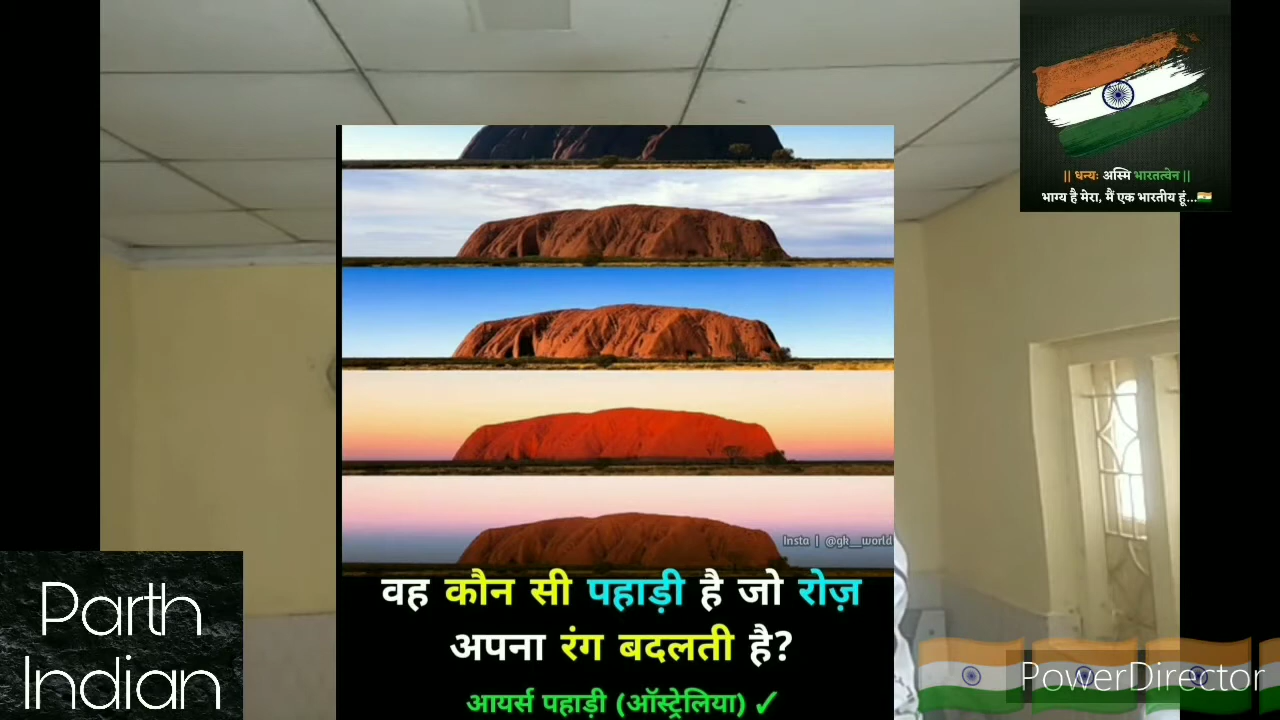 || धन्यः अस्मि भारतत्वेन ||
भाग्य है मेरा, मैं एक भारतीय हूं...🇮🇳
Insta | @gk__world
वह कौन सी पहाड़ी है जो रोज़
अपना रंग बदलती है?
आयर्स पहाड़ी (ऑस्ट्रेलिया) ✓
Parth
Indian
PowerDirector